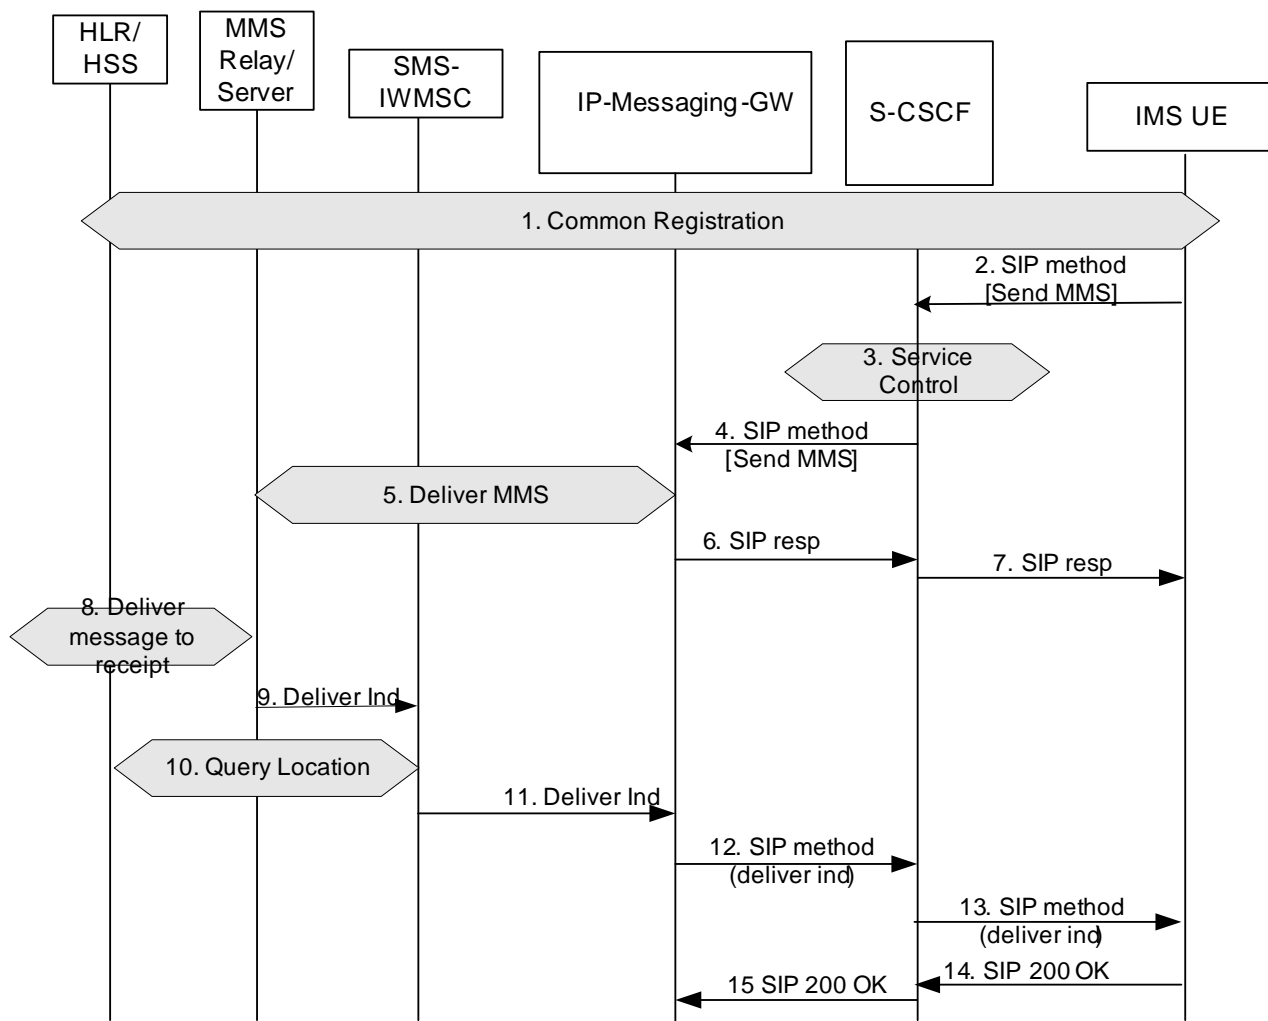 HLR/
HSS
MMS
Relay/
Server
SMS-
IWMSC
IP-Messaging-GW
S-CSCF
IMS UE
1. Common Registration
2. SIP method
[Send MMS]
3. Service
Control
4. SIP method
[Send MMS]
5. Deliver MMS
6. SIP resp
7. SIP resp
8. Deliver
message to
receipt
9. Deliver Ind
10. Query Location
11. Deliver Ind
12. SIP method
(deliver ind)
13. SIP method
(deliver ind)
14. SIP 200 OK
15 SIP 200 OK